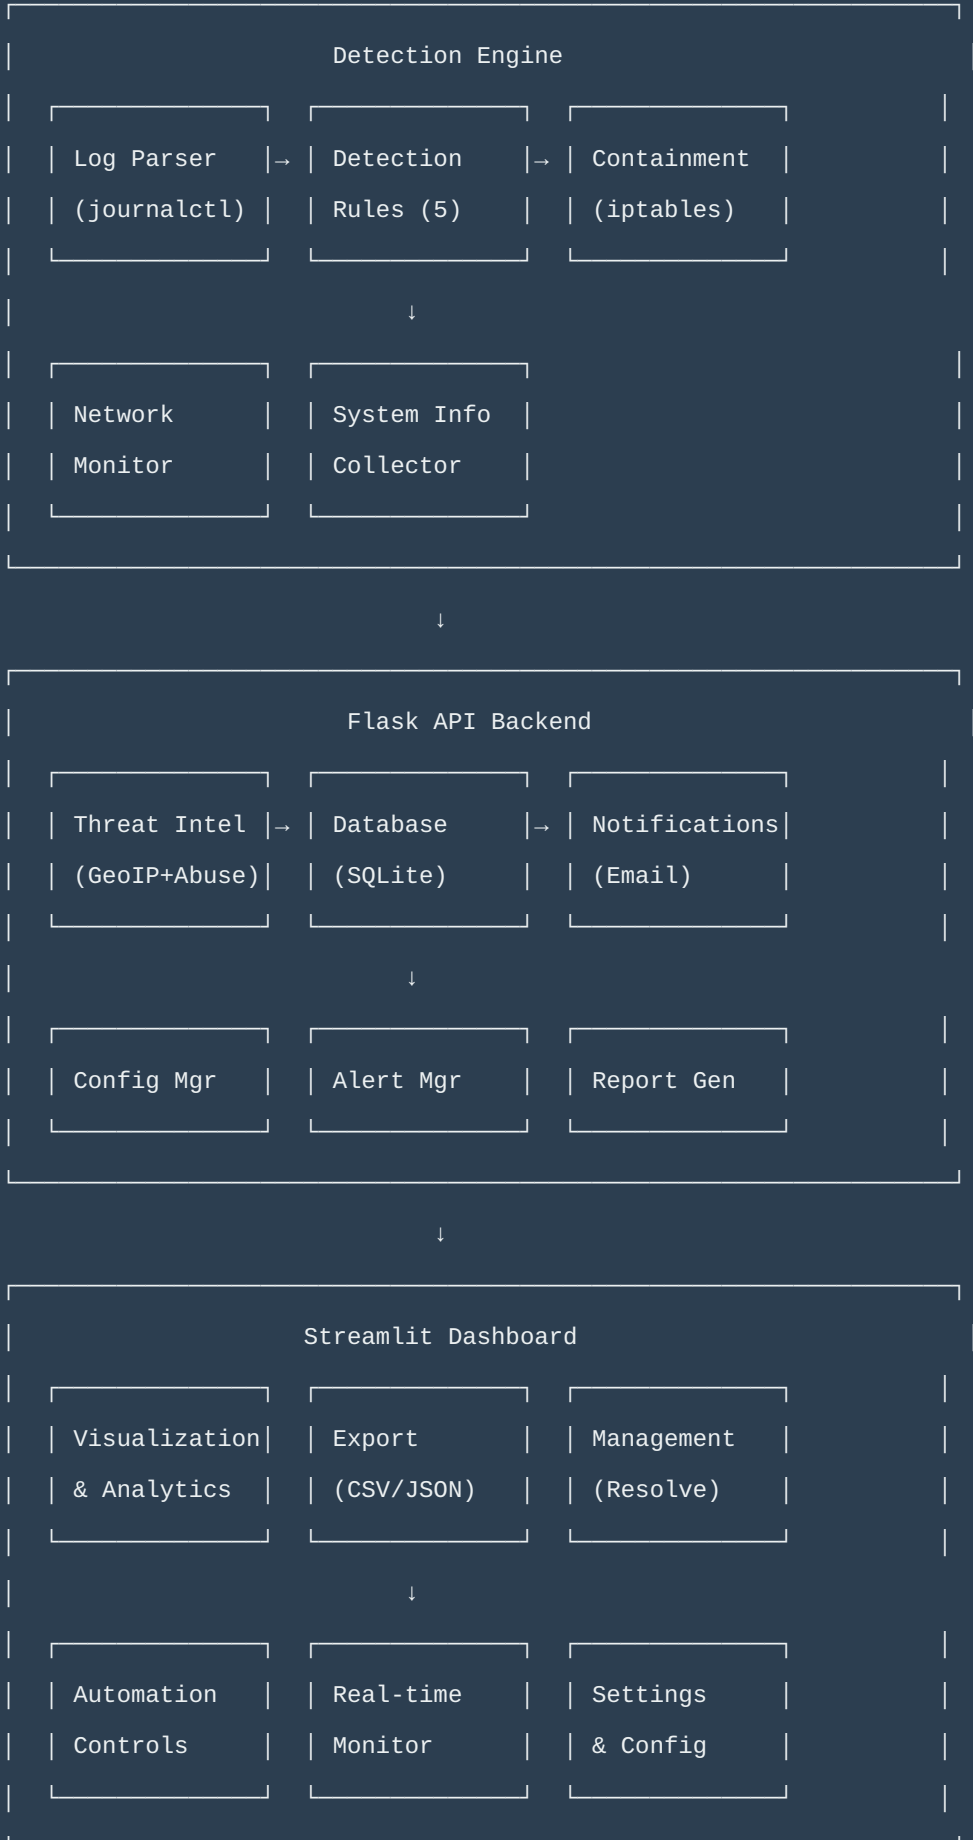 Detection Engine
│ Log Parser │→ │ Detection │→ │ Containment │
│ (journalctl) │ │ Rules (5) │ │ (iptables) │
↓
│ Network │ │ System Info │
│ Monitor │ │ Collector │
↓
Flask API Backend
│ Threat Intel │→ │ Database │→ │ Notifications│
│ (GeoIP+Abuse)│ │ (SQLite) │ │ (Email) │
↓
│ Config Mgr │ │ Alert Mgr │ │ Report Gen │
↓
Streamlit Dashboard
│ Visualization│ │ Export │ │ Management │
│ & Analytics │ │ (CSV/JSON) │ │ (Resolve) │
↓
│ Automation │ │ Real-time │ │ Settings │
│ Controls │ │ Monitor │ │ & Config │